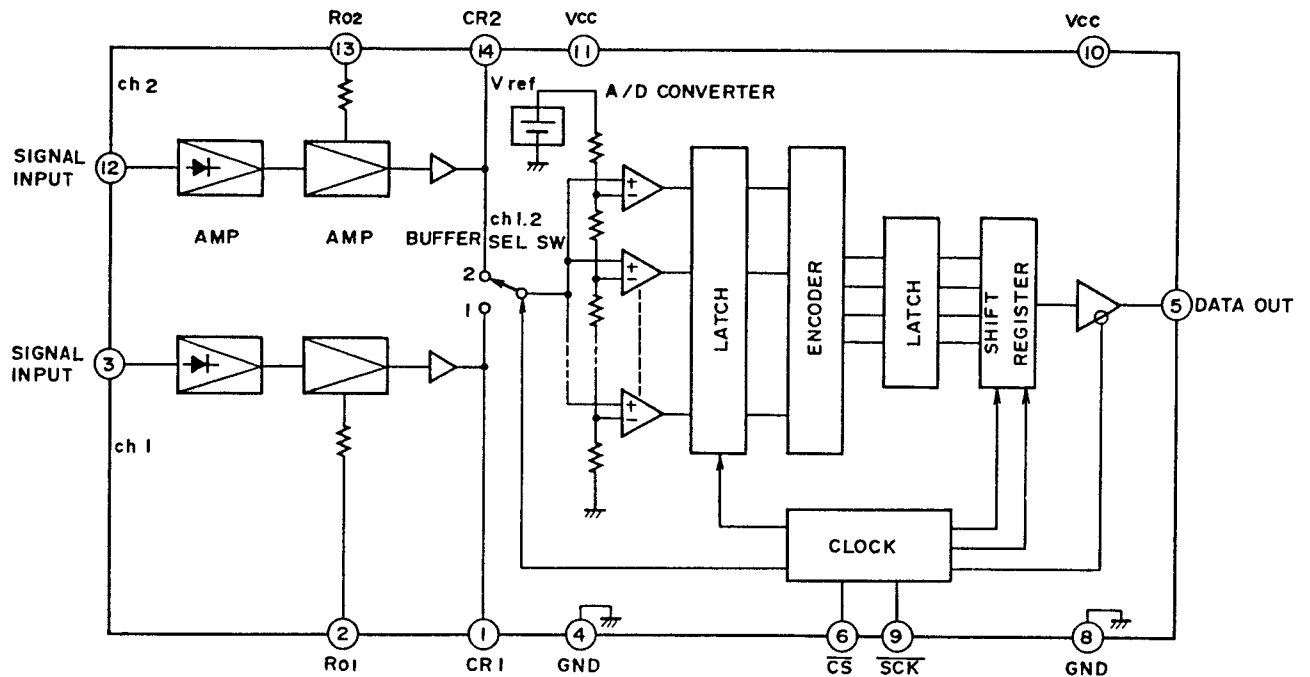 RO2
CR2
VCC
VCC
13
14
11
10
ch 2
Vref
A/D CONVERTER
SIGNAL
INPUT
12
+
−
AMP
AMP
BUFFER
ch1.2
SEL SW
2
1
+
−
LATCH
ENCODER
LATCH
SHIFT
REGISTER
5
DATA OUT
SIGNAL
INPUT
3
+
−
ch 1
CLOCK
2
1
4
6
9
8
RO1
CR1
GND
C̅S̅
S̅C̅K̅
GND